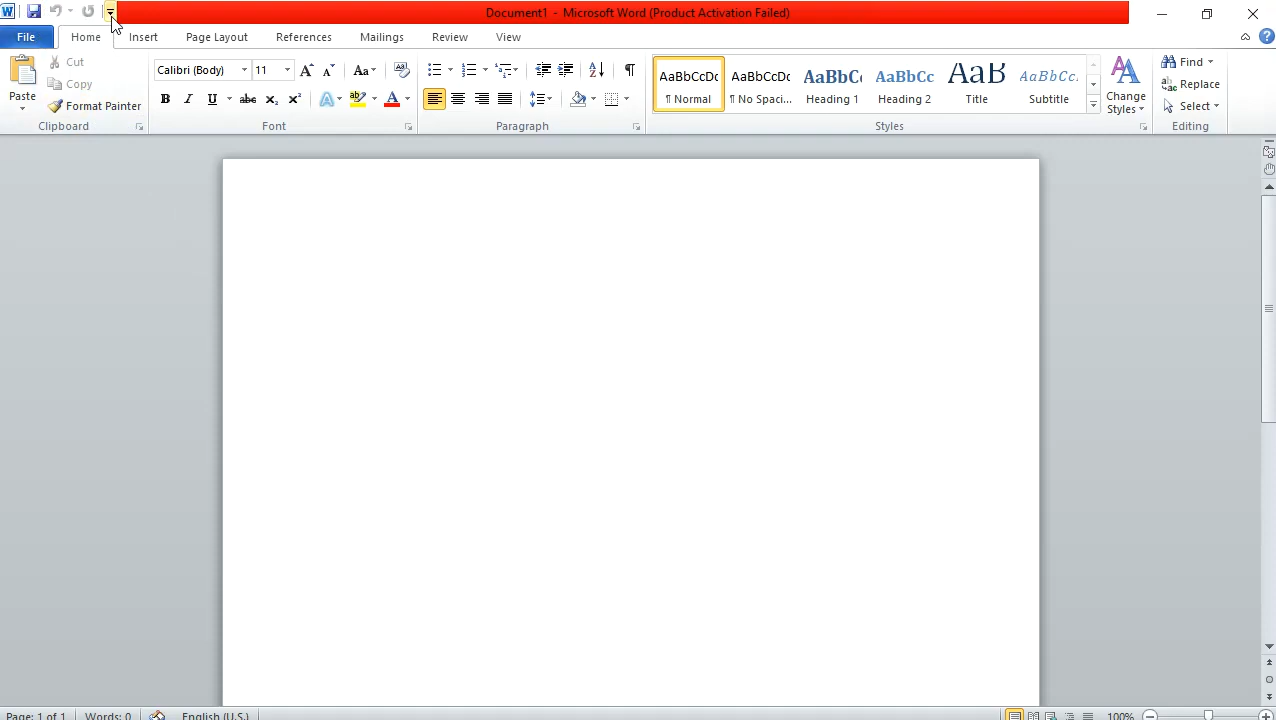 W
Document1 - Microsoft Word (Product Activation Failed)
File Home Insert Page Layout References Mailings Review View
Paste
Cut
Copy
Format Painter
Clipboard
Calibri (Body) 11
Font
Paragraph
AaBbCcDc AaBbCcDc AaBbCc AaBbCc AaB AaBbCc.
¶ Normal ¶ No Spaci... Heading 1 Heading 2 Title Subtitle
Change
Styles
Styles
Find
Replace
Select
Editing
Page: 1 of 1 Words: 0 English (U.S.) 100%